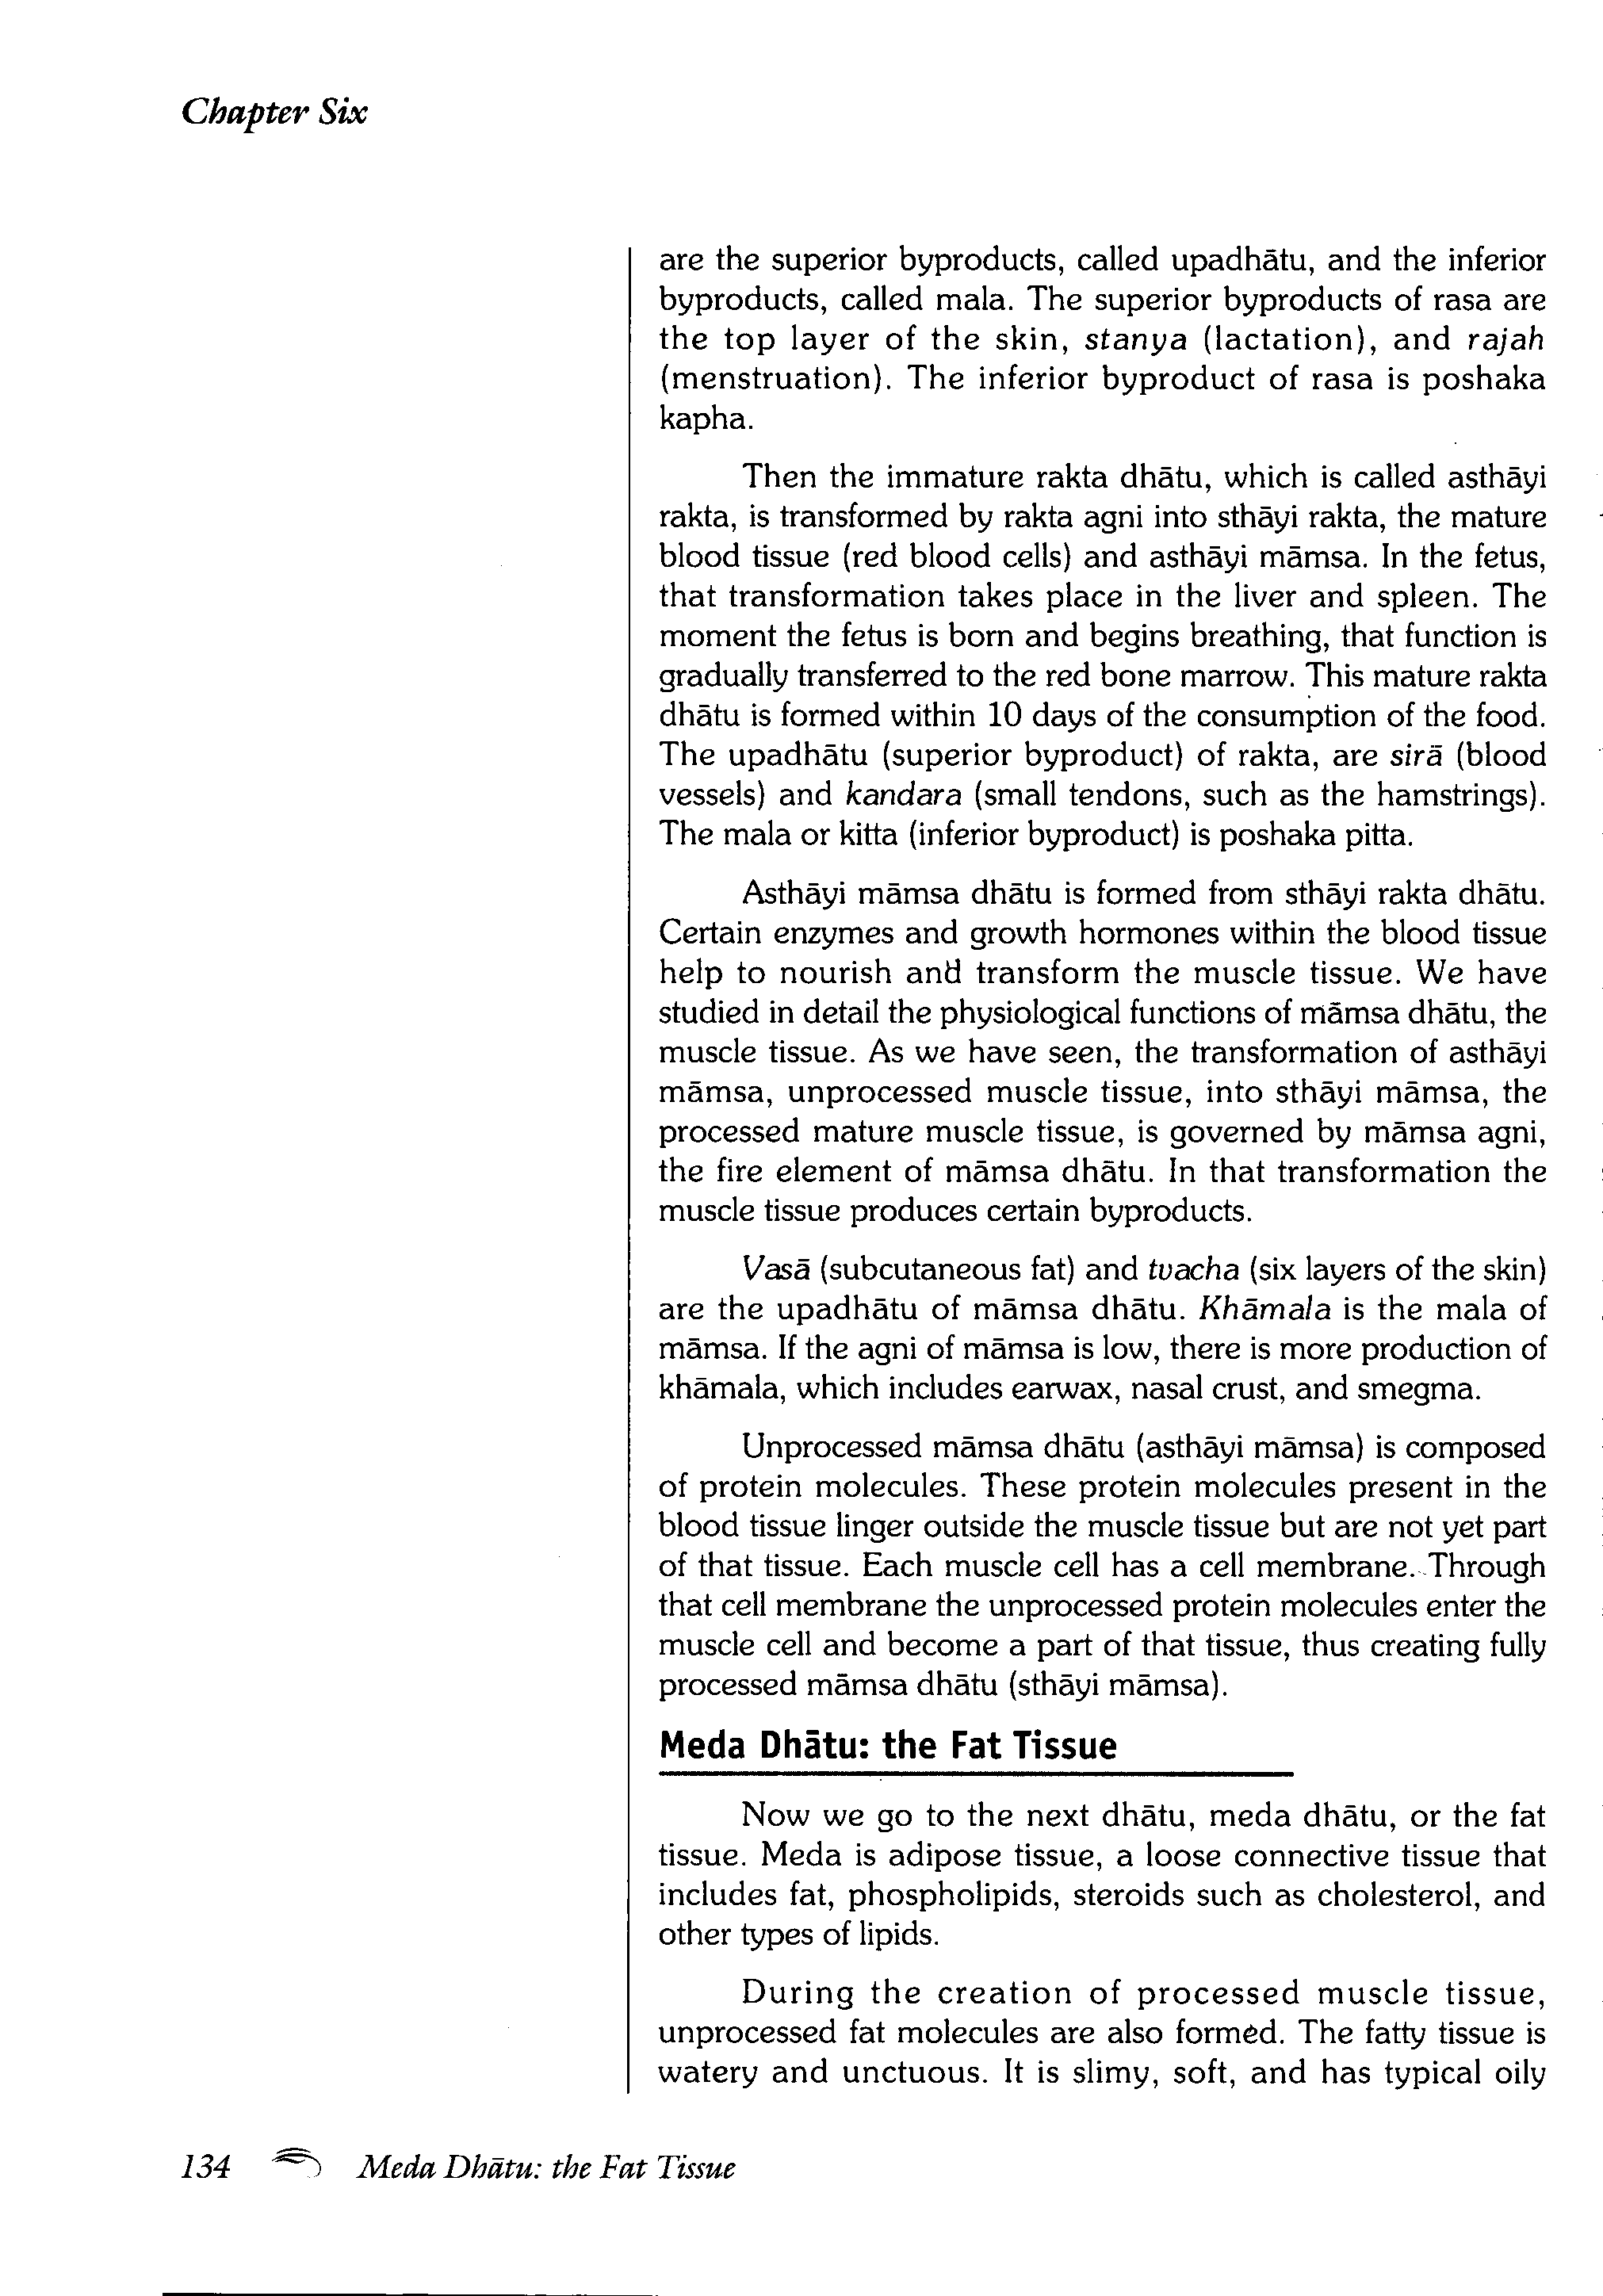 Chapter Six
are the superior byproducts, called upadhātu, and the inferior
byproducts, called mala. The superior byproducts of rasa are
the top layer of the skin, stanya (lactation), and rajah
(menstruation). The inferior byproduct of rasa is poshaka
kapha.
Then the immature rakta dhātu, which is called asthāyi
rakta, is transformed by rakta agni into sthāyi rakta, the mature
blood tissue (red blood cells) and asthāyi māmsa. In the fetus,
that transformation takes place in the liver and spleen. The
moment the fetus is born and begins breathing, that function is
gradually transferred to the red bone marrow. This mature rakta
dhātu is formed within 10 days of the consumption of the food.
The upadhātu (superior byproduct) of rakta, are sirā (blood
vessels) and kandara (small tendons, such as the hamstrings).
The mala or kitta (inferior byproduct) is poshaka pitta.
Asthāyi māmsa dhātu is formed from sthāyi rakta dhātu.
Certain enzymes and growth hormones within the blood tissue
help to nourish and transform the muscle tissue. We have
studied in detail the physiological functions of māmsa dhātu, the
muscle tissue. As we have seen, the transformation of asthāyi
māmsa, unprocessed muscle tissue, into sthāyi māmsa, the
processed mature muscle tissue, is governed by māmsa agni,
the fire element of māmsa dhātu. In that transformation the
muscle tissue produces certain byproducts.
Vasā (subcutaneous fat) and tvacha (six layers of the skin)
are the upadhātu of māmsa dhātu. Khāmala is the mala of
māmsa. If the agni of māmsa is low, there is more production of
khāmala, which includes earwax, nasal crust, and smegma.
Unprocessed māmsa dhātu (asthāyi māmsa) is composed
of protein molecules. These protein molecules present in the
blood tissue linger outside the muscle tissue but are not yet part
of that tissue. Each muscle cell has a cell membrane. Through
that cell membrane the unprocessed protein molecules enter the
muscle cell and become a part of that tissue, thus creating fully
processed māmsa dhātu (sthāyi māmsa).
Meda Dhātu: the Fat Tissue
Now we go to the next dhātu, meda dhātu, or the fat
tissue. Meda is adipose tissue, a loose connective tissue that
includes fat, phospholipids, steroids such as cholesterol, and
other types of lipids.
During the creation of processed muscle tissue,
unprocessed fat molecules are also formed. The fatty tissue is
watery and unctuous. It is slimy, soft, and has typical oily
134 Meda Dhātu: the Fat Tissue